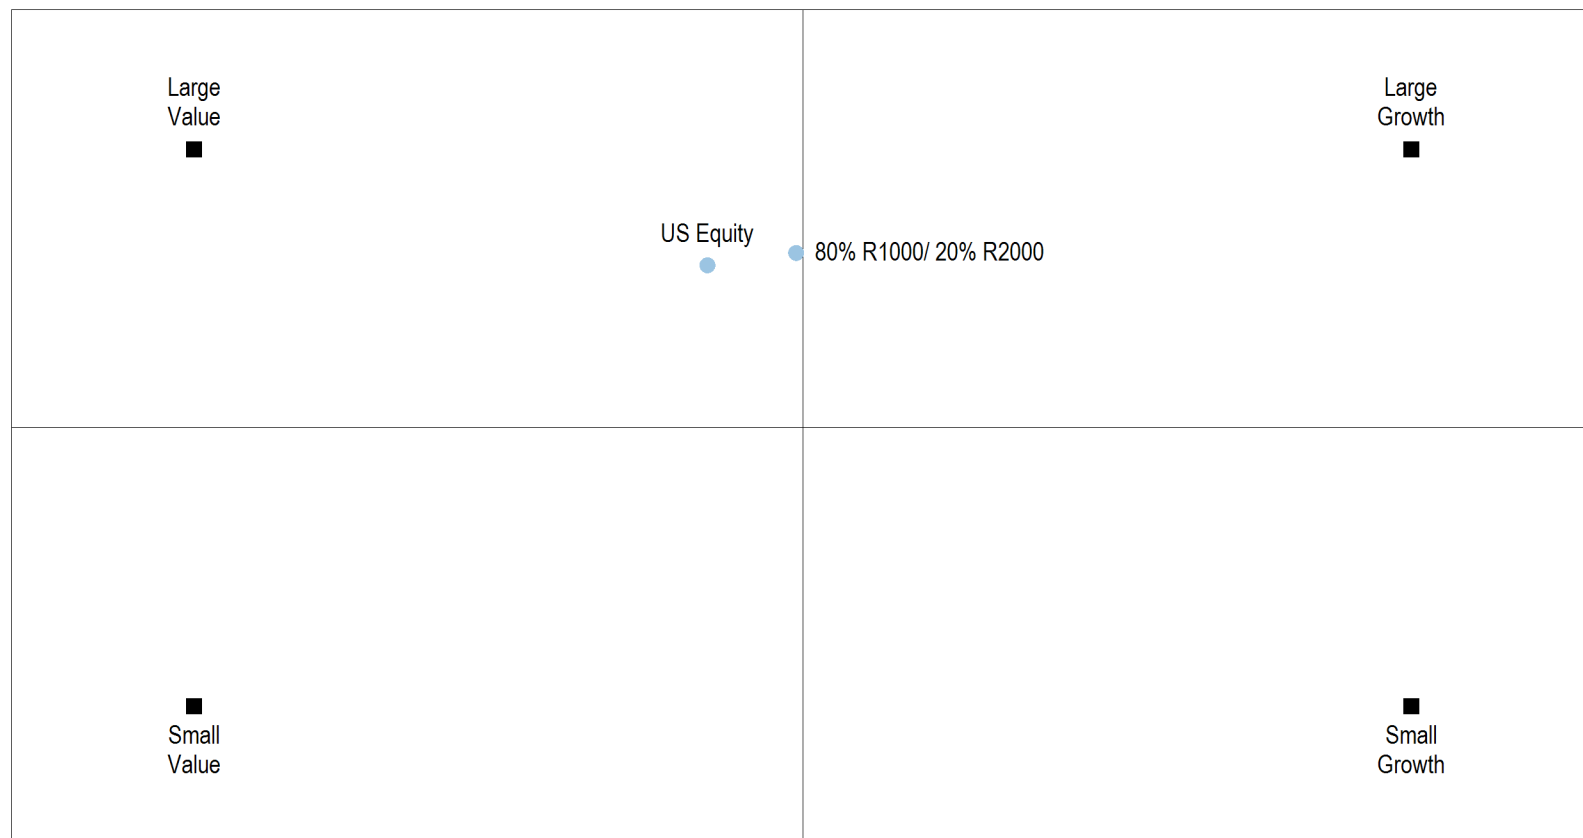 Large
Value
Large
Growth
US Equity
80% R1000/ 20% R2000
Small
Value
Small
Growth